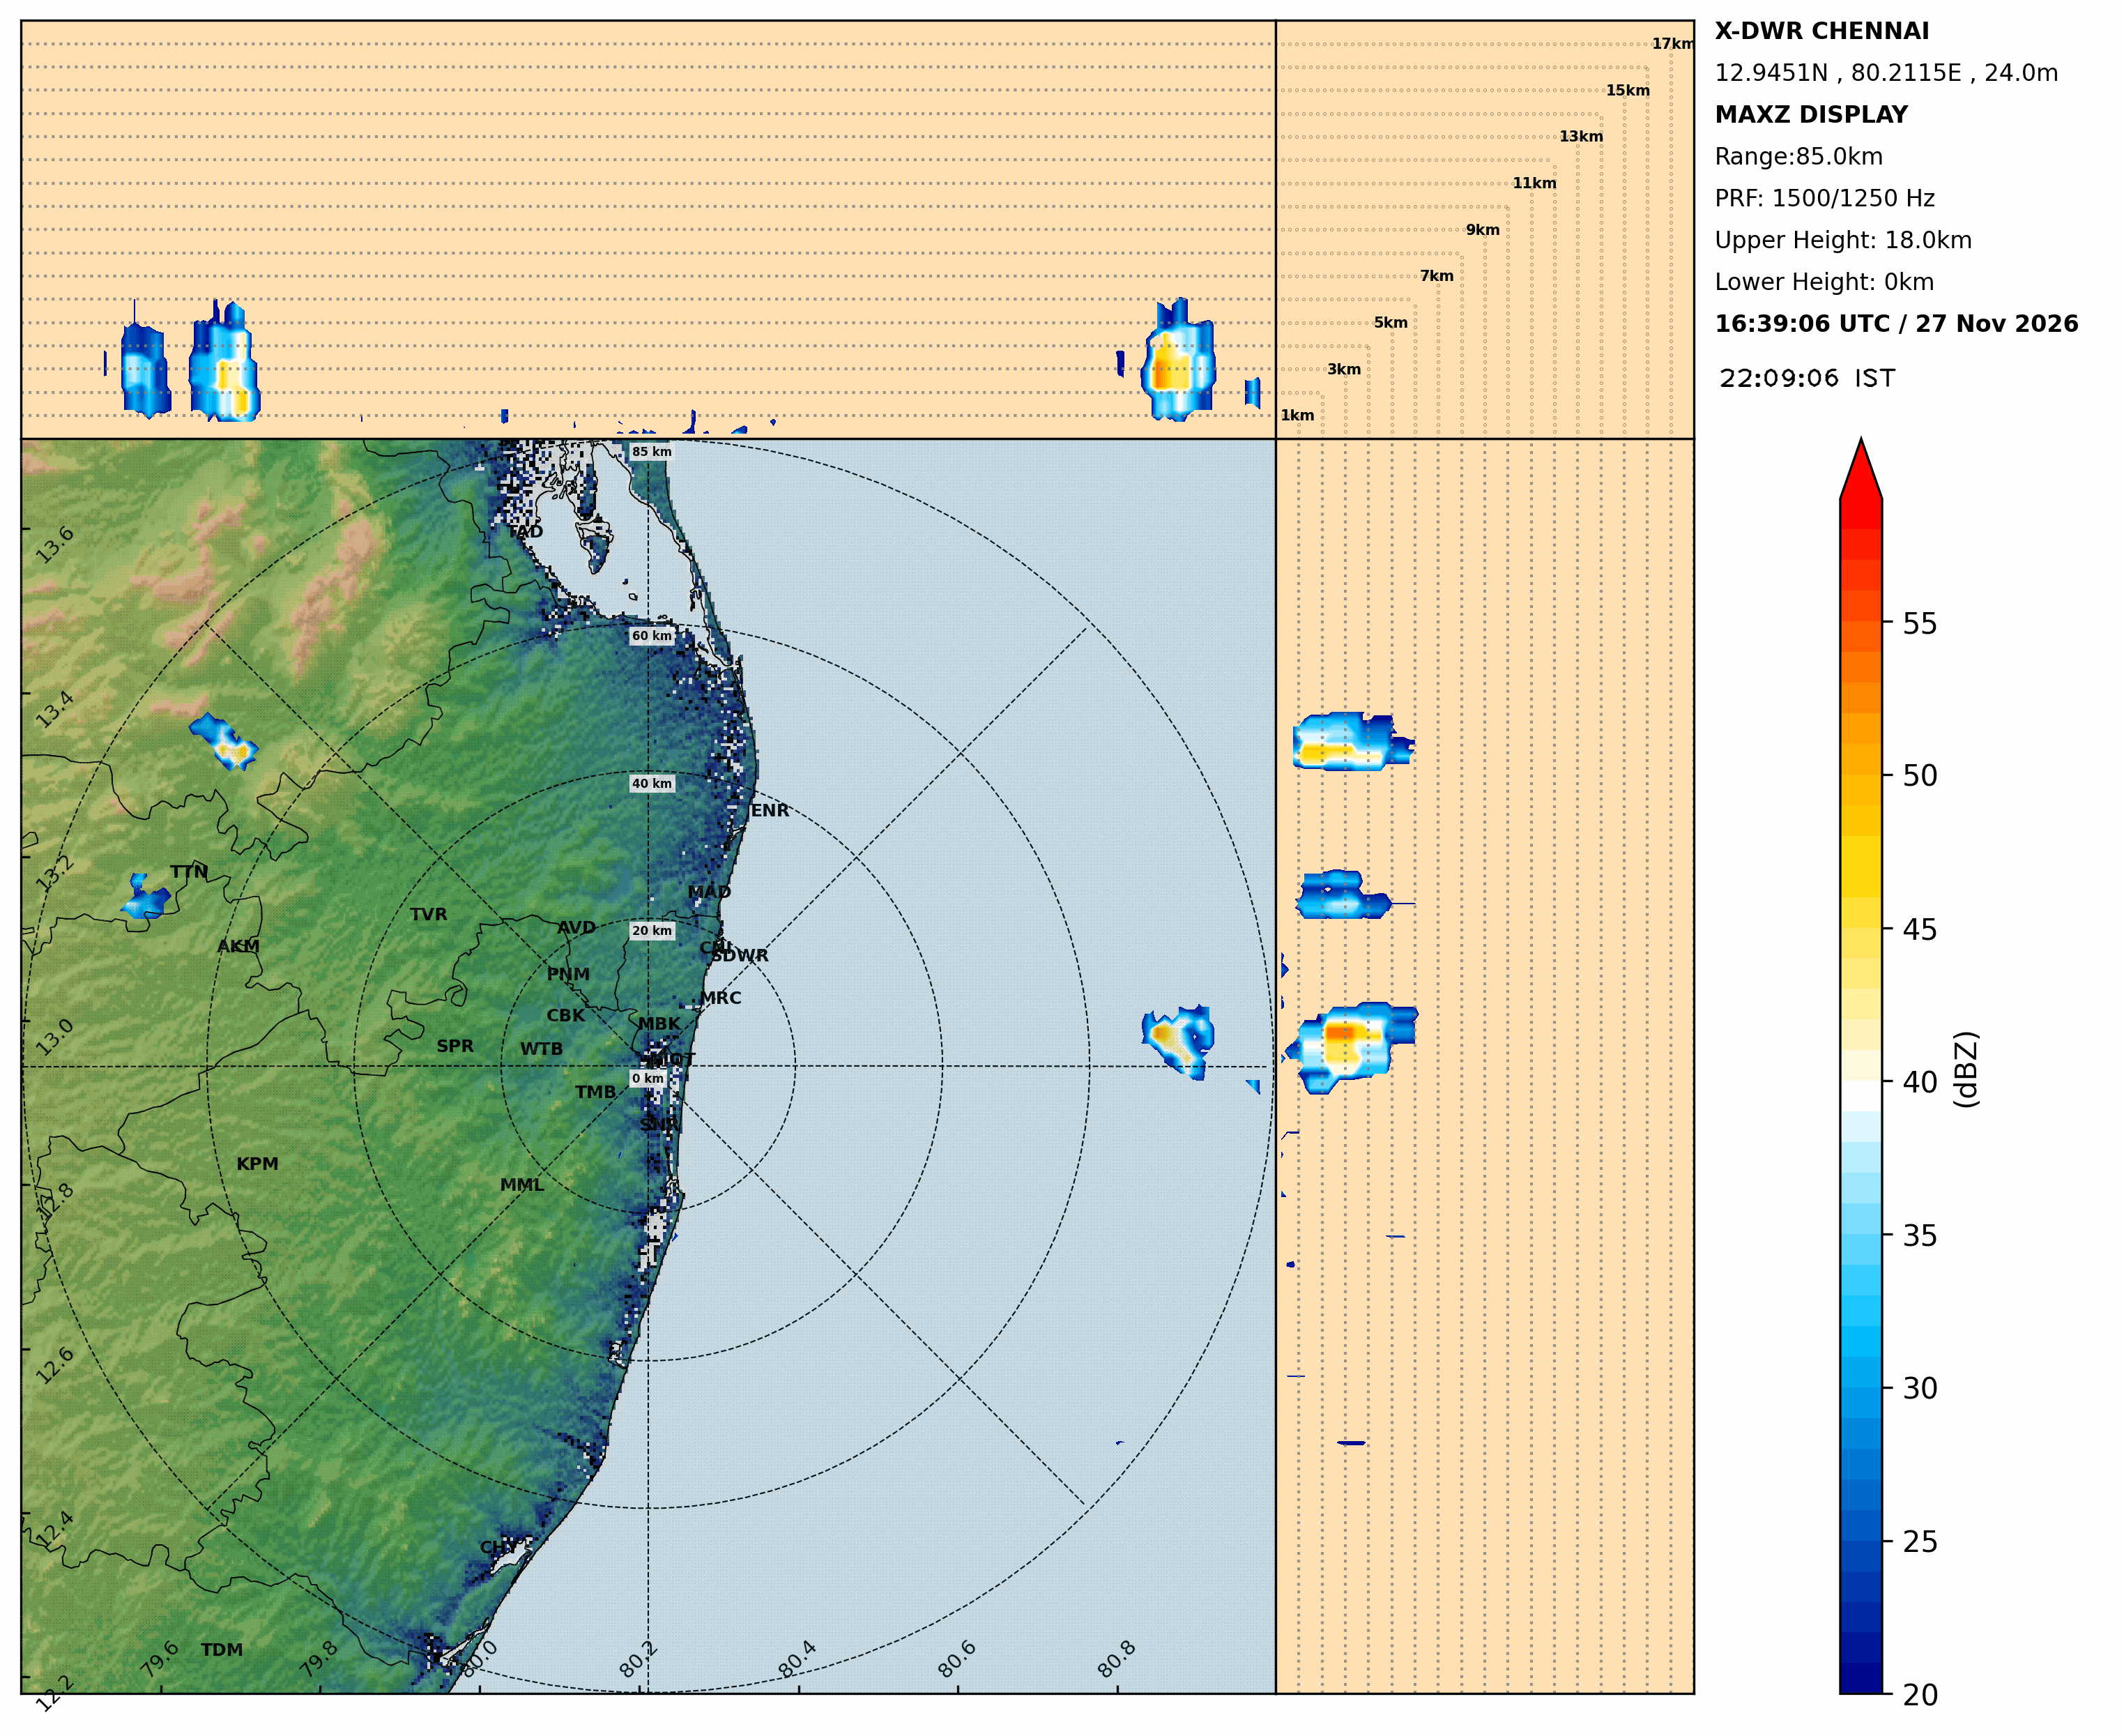 X-DWR CHENNAI
12.9451N , 80.2115E , 24.0m
MAXZ DISPLAY
Range:85.0km
PRF: 1500/1250 Hz
Upper Height: 18.0km
Lower Height: 0km
16:39:06 UTC / 27 Nov 2026
22:09:06 IST
17km
15km
13km
11km
9km
7km
5km
3km
1km
85 km
TAD
13.6
60 km
13.4
40 km
ENR
13.2
TTN
MAD
TVR
AVD
20 km
AKM
SDWR
PNM
MRC
CBK
MBK
13.0
SPR
WTB
0 km
TMB
SNR
KPM
MML
12.8
12.6
12.4
CHY
TDM
12.2
79.6
79.8
80.0
80.2
80.4
80.6
80.8
55
50
45
40
35
30
25
20
(dBZ)